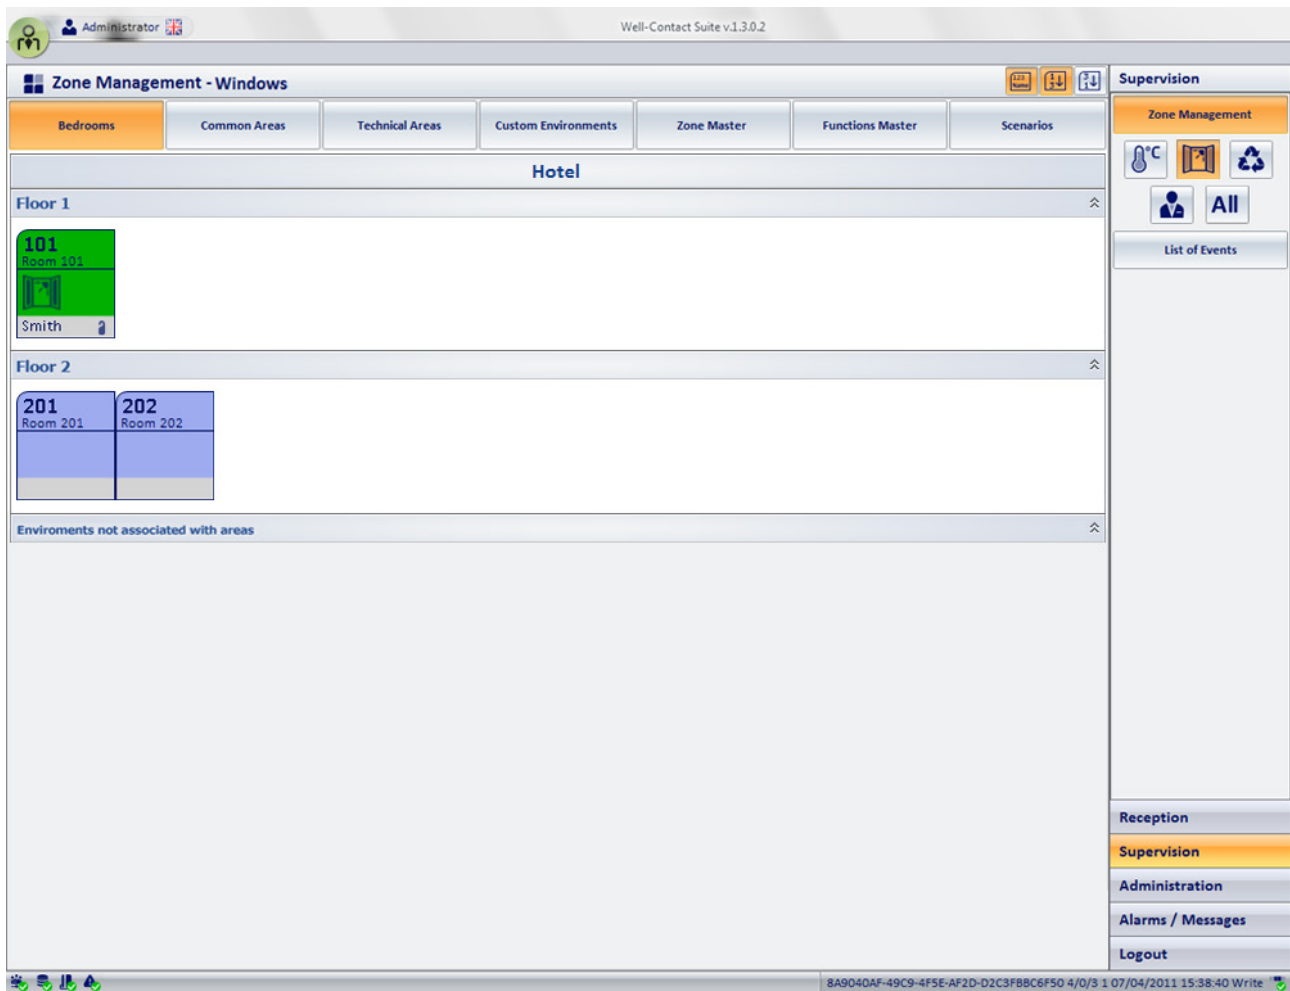 Administrator
Well-Contact Suite v.1.3.0.2
Zone Management - Windows
Supervision
Bedrooms
Common Areas
Technical Areas
Custom Environments
Zone Master
Functions Master
Scenarios
Zone Management
Hotel
°C
All
List of Events
Floor 1
101
Room 101
Smith
Floor 2
201
Room 201
202
Room 202
Enviroments not associated with areas
Reception
Supervision
Administration
Alarms / Messages
Logout
8A9040AF-49C9-4F5E-AF2D-D2C3FBBC6F50 4/0/3 1 07/04/2011 15:38:40 Write